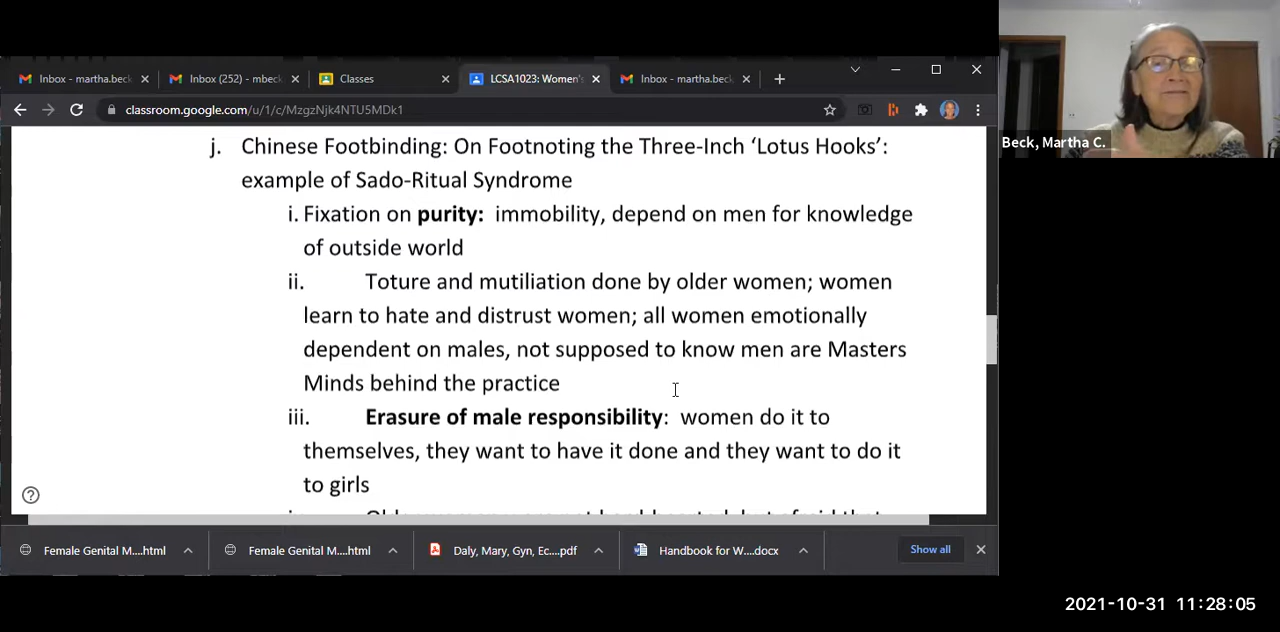 Inbox - martha.beck
Inbox (252) - mbeck
Classes
LCSA1023: Women's
Inbox - martha.beck
classroom.google.com/u/1/c/MzgzNjk4NTU5MDk1
Beck, Martha C.
j. Chinese Footbinding: On Footnoting the Three-Inch ‘Lotus Hooks’:
example of Sado-Ritual Syndrome
i. Fixation on purity: immobility, depend on men for knowledge
of outside world
ii. Toture and mutiliation done by older women; women
learn to hate and distrust women; all women emotionally
dependent on males, not supposed to know men are Masters
Minds behind the practice
iii. Erasure of male responsibility: women do it to
themselves, they want to have it done and they want to do it
to girls
Female Genital M....html
Female Genital M....html
Daly, Mary, Gyn, Ec....pdf
Handbook for W....docx
Show all
2021-10-31 11:28:05